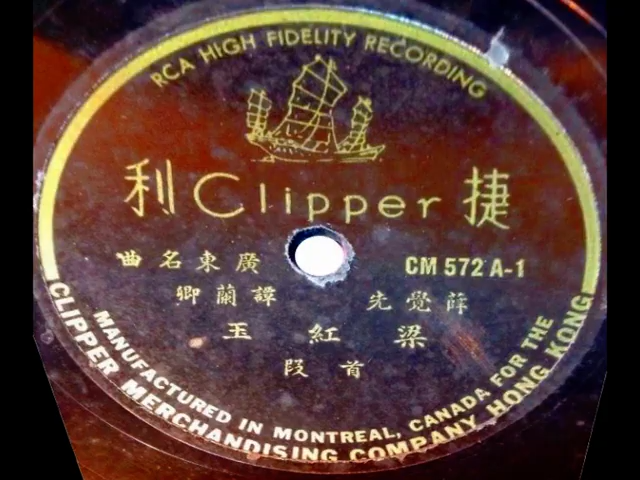 RCA HIGH FIDELITY RECORDING
捷 Clipper 利
廣東名曲
CM 572 A-1
薛覺先 譚蘭卿
梁紅玉
首段
MANUFACTURED IN MONTREAL, CANADA FOR THE
CLIPPER MERCHANDISING COMPANY HONG KONG